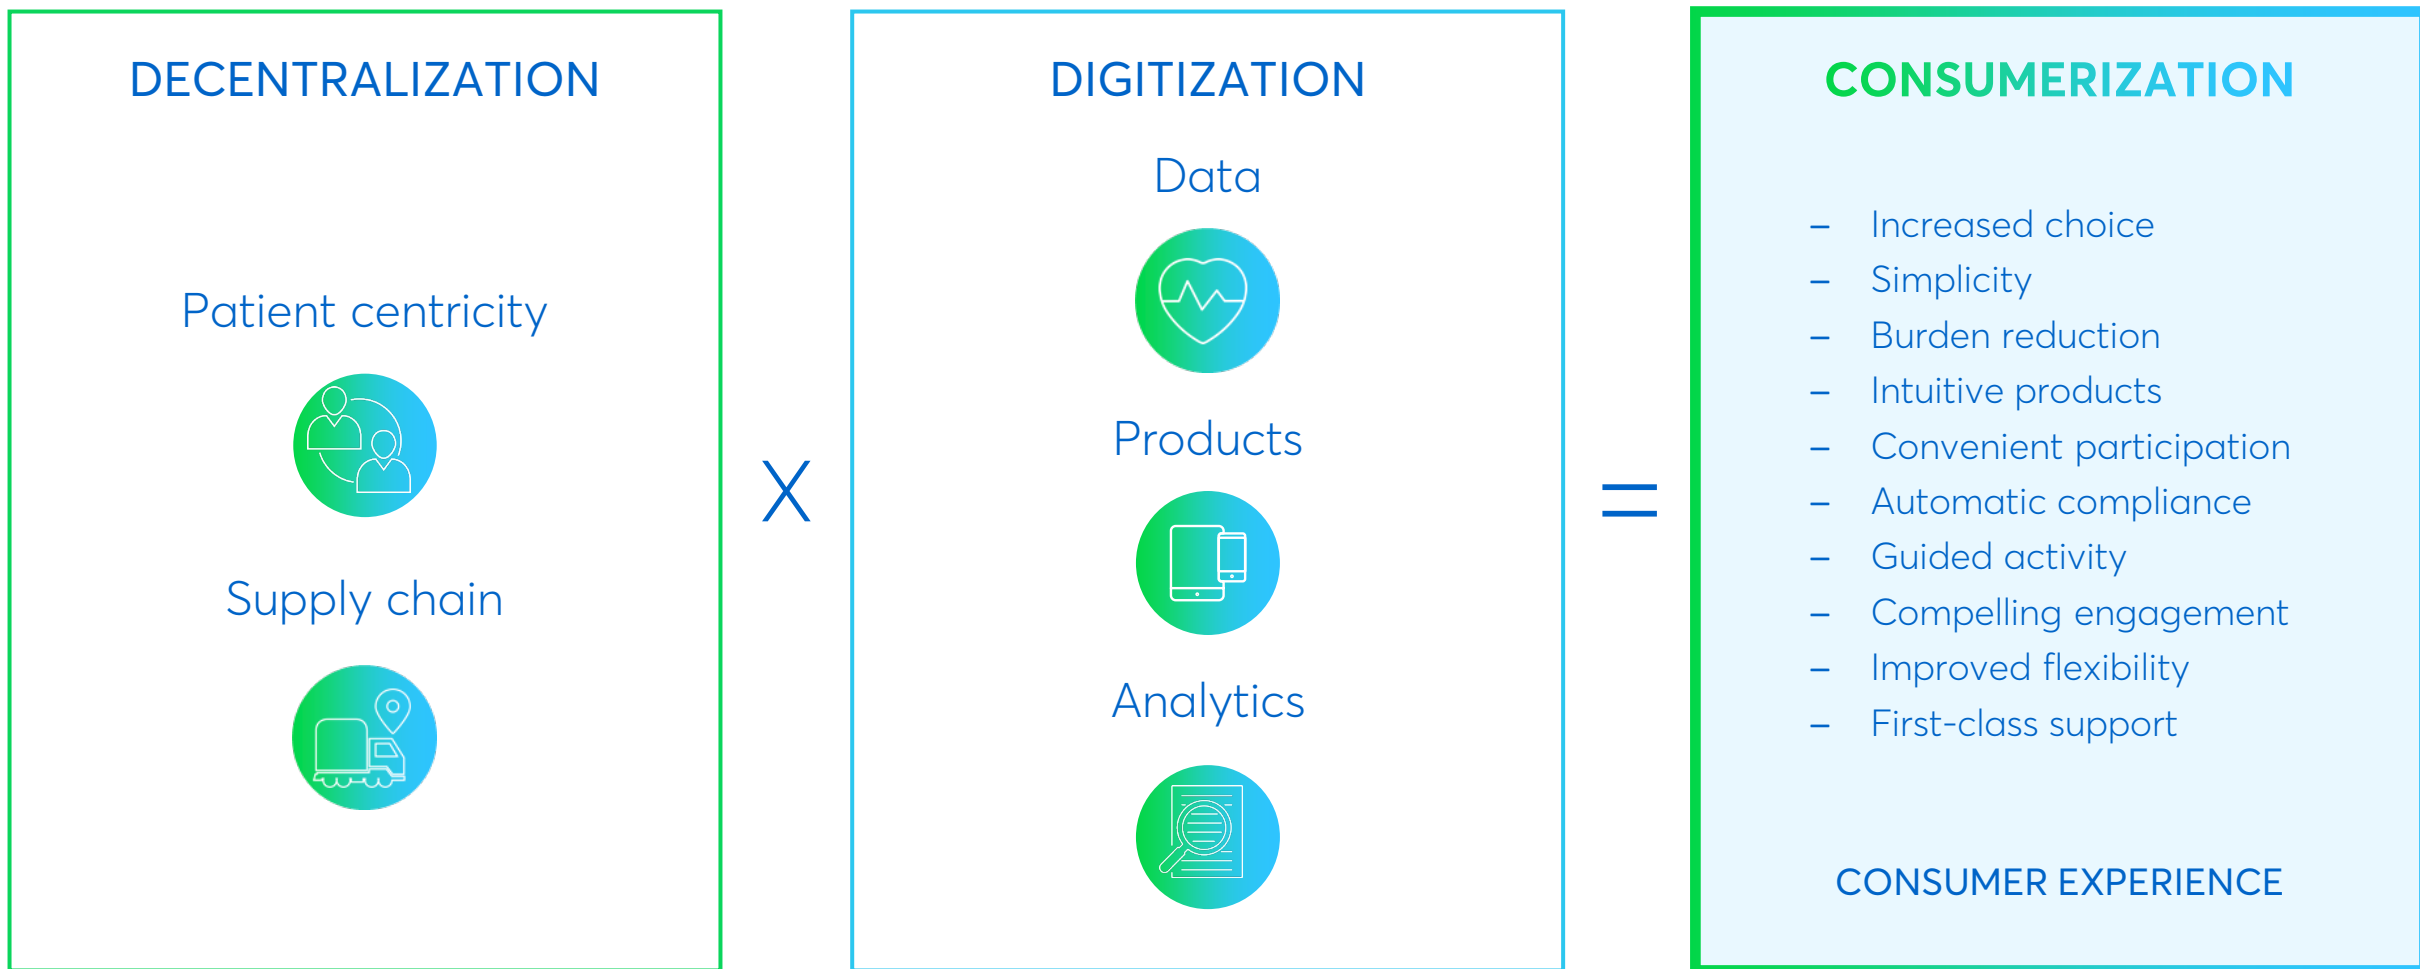 DECENTRALIZATION
Patient centricity
Supply chain
X
DIGITIZATION
Data
Products
Analytics
=
CONSUMERIZATION
– Increased choice
– Simplicity
– Burden reduction
– Intuitive products
– Convenient participation
– Automatic compliance
– Guided activity
– Compelling engagement
– Improved flexibility
– First-class support
CONSUMER EXPERIENCE